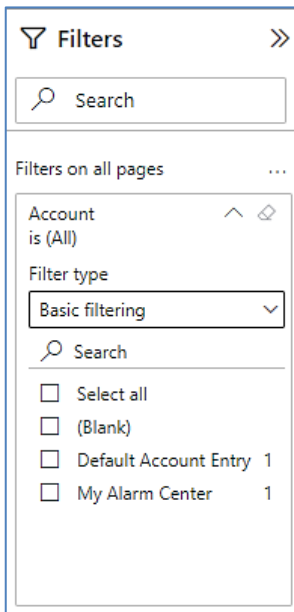 Filters
Search
Filters on all pages ...
Account
is (All)
Filter type
Basic filtering
Search
Select all
(Blank)
Default Account Entry 1
My Alarm Center 1